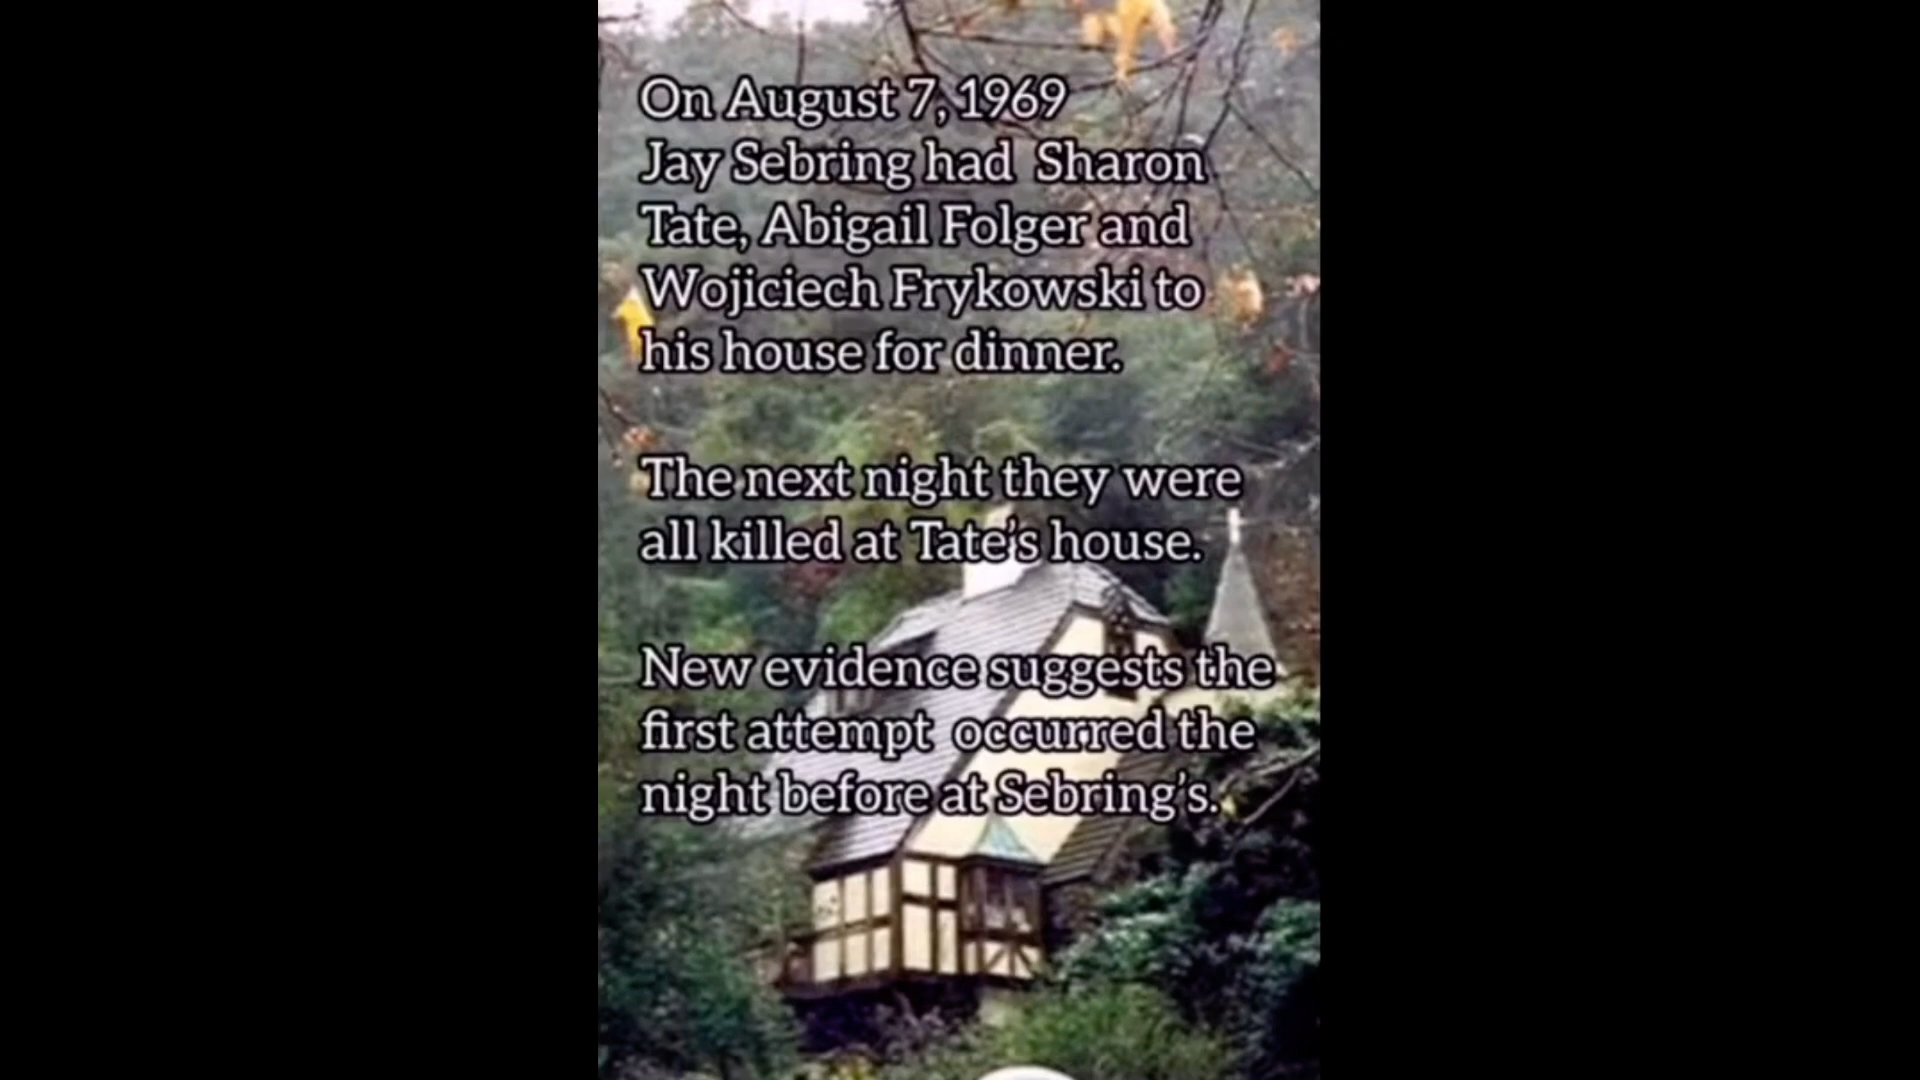 On August 7, 1969
Jay Sebring had Sharon
Tate, Abigail Folger and
Wojiciech Frykowski to
his house for dinner.
The next night they were
all killed at Tate's house.
New evidence suggests the
first attempt occurred the
night before at Sebring's.